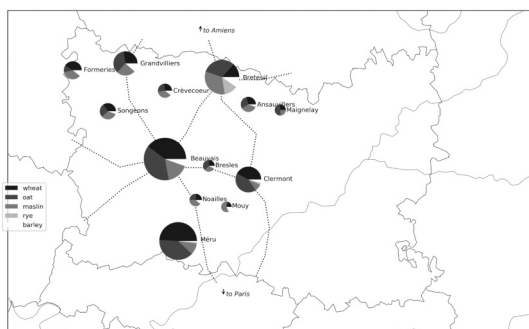 to Amiens
Grandvilliers
Formeries
Breteuil
Crèvecoeur
Ansauvillers
Maignelay
Songeons
Beauvais
Bresles
Clermont
wheat
oat
maslin
rye
barley
Noailles
Mouy
Méru
to Paris